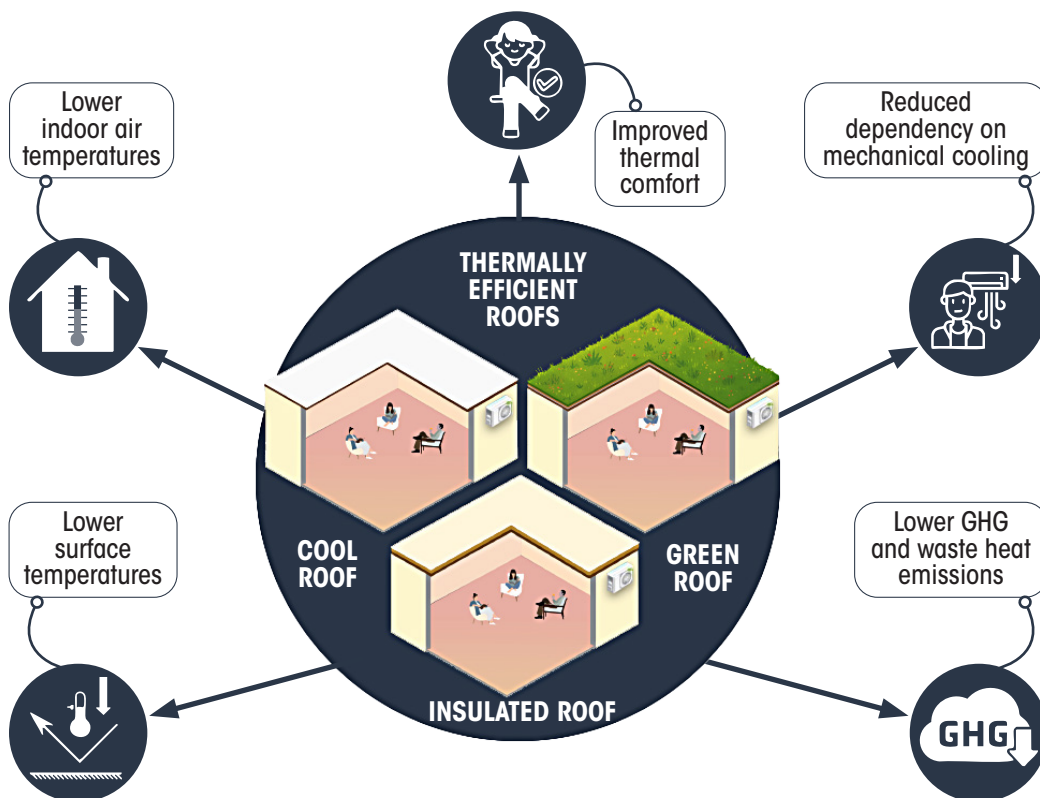 Lower
indoor air
temperatures
Improved
thermal
comfort
Reduced
dependency on
mechanical cooling
THERMALLY
EFFICIENT
ROOFS
COOL
ROOF
GREEN
ROOF
INSULATED ROOF
Lower
surface
temperatures
Lower GHG
and waste heat
emissions
GHG